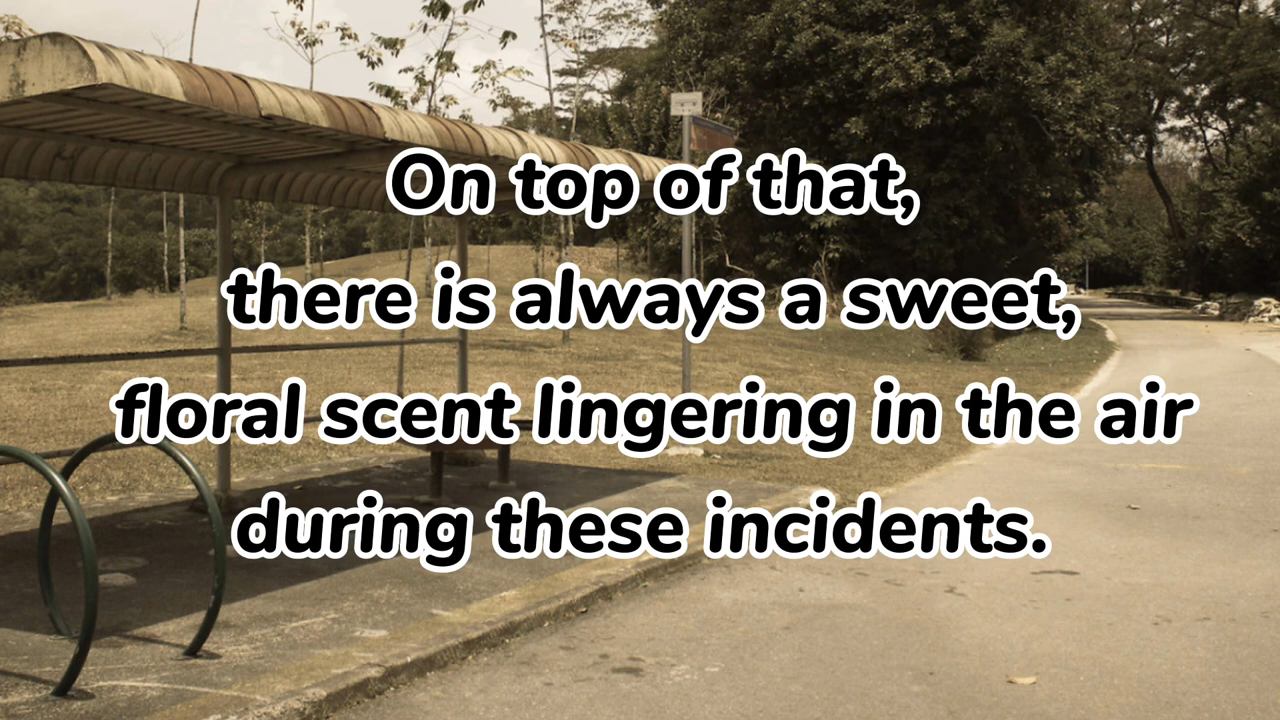 On top of that,
there is always a sweet,
floral scent lingering in the air
during these incidents.